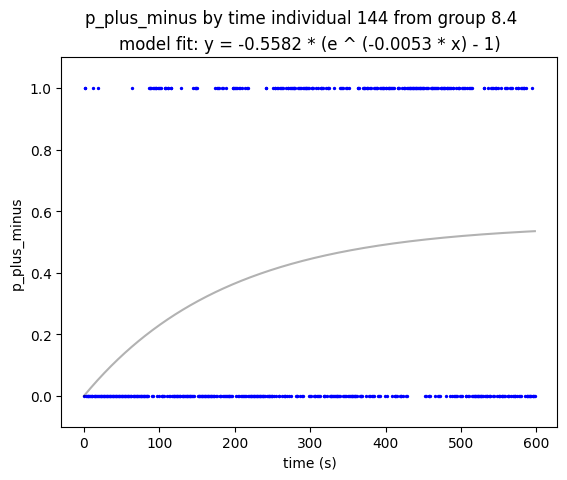 p_plus_minus by time individual 144 from group 8.4
model fit: y = -0.5582 * (e ^ (-0.0053 * x) - 1)
1.0
0.8
0.6
0.4
0.2
0.0
p_plus_minus
0 100 200 300 400 500 600
time (s)